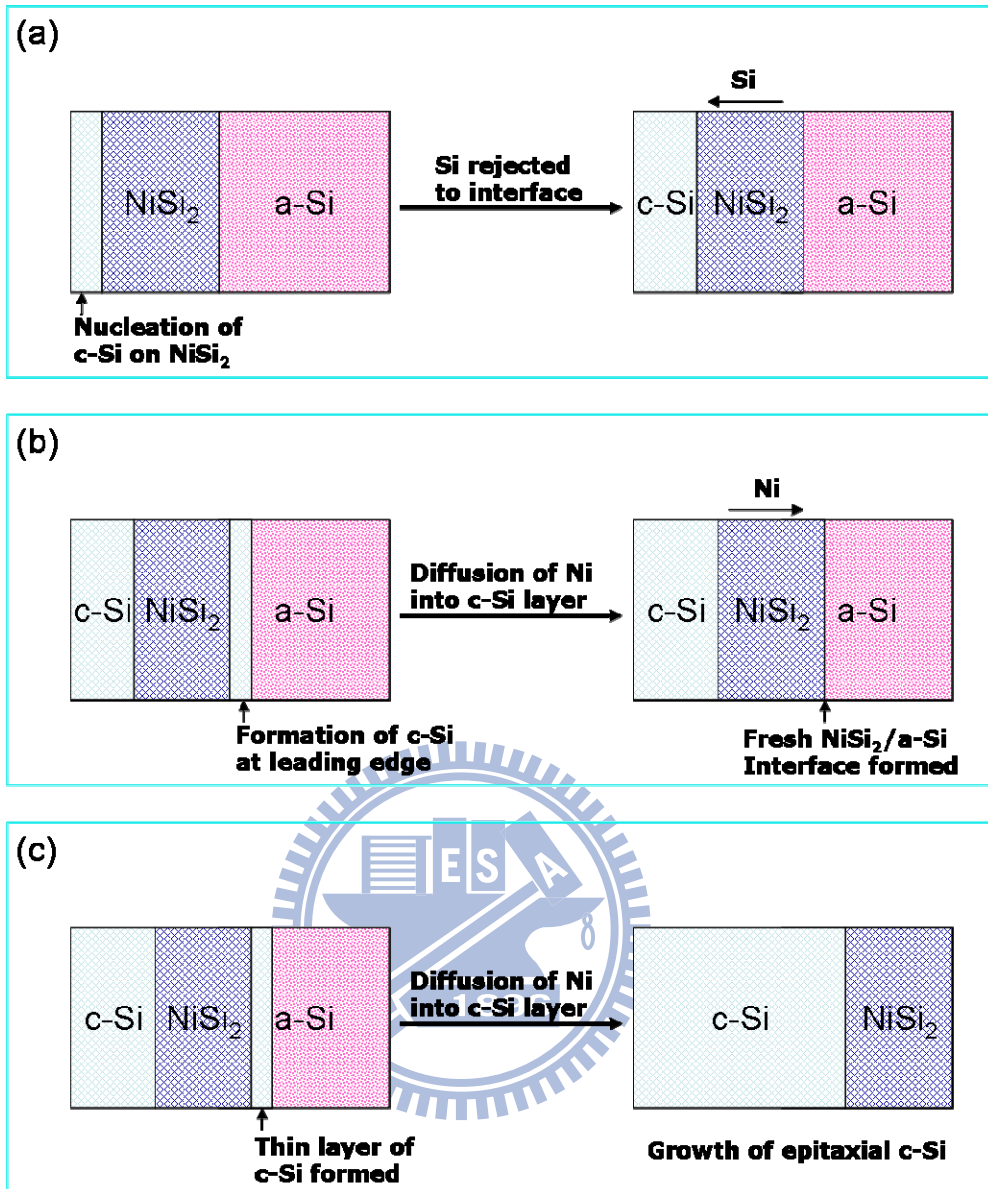 (a)
Si
NiSi₂
a-Si
Si rejected
to interface
c-Si
NiSi₂
a-Si
Nucleation of
c-Si on NiSi₂
(b)
Ni
c-Si
NiSi₂
a-Si
Diffusion of Ni
into c-Si layer
c-Si
NiSi₂
a-Si
Formation of c-Si
at leading edge
Fresh NiSi₂/a-Si
Interface formed
(c)
E S A
c-Si
NiSi₂
a-Si
Diffusion of Ni
into c-Si layer
1896
c-Si
NiSi₂
Thin layer of
c-Si formed
Growth of epitaxial c-Si